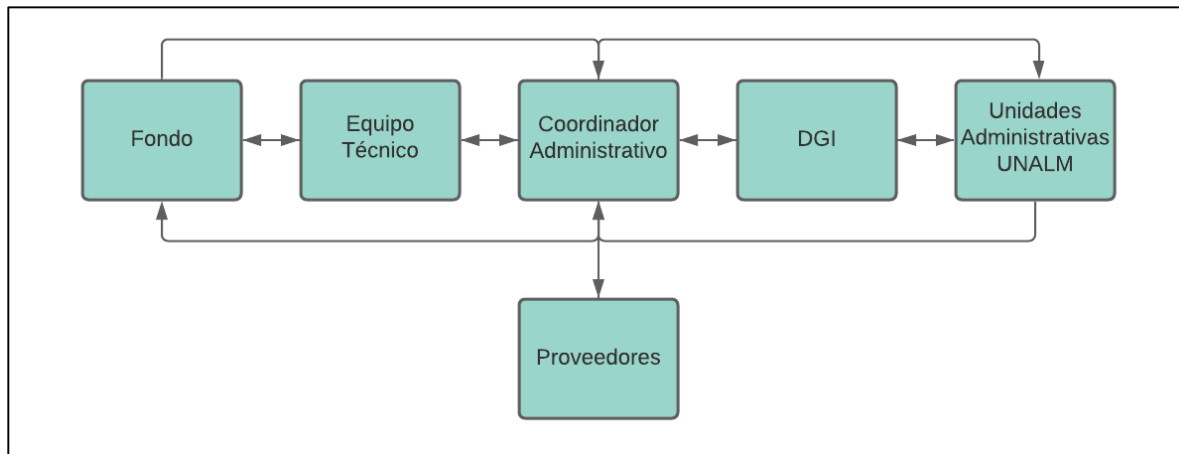 Fondo
Equipo
Técnico
Coordinador
Administrativo
DGI
Unidades
Administrativas
UNALM
Proveedores